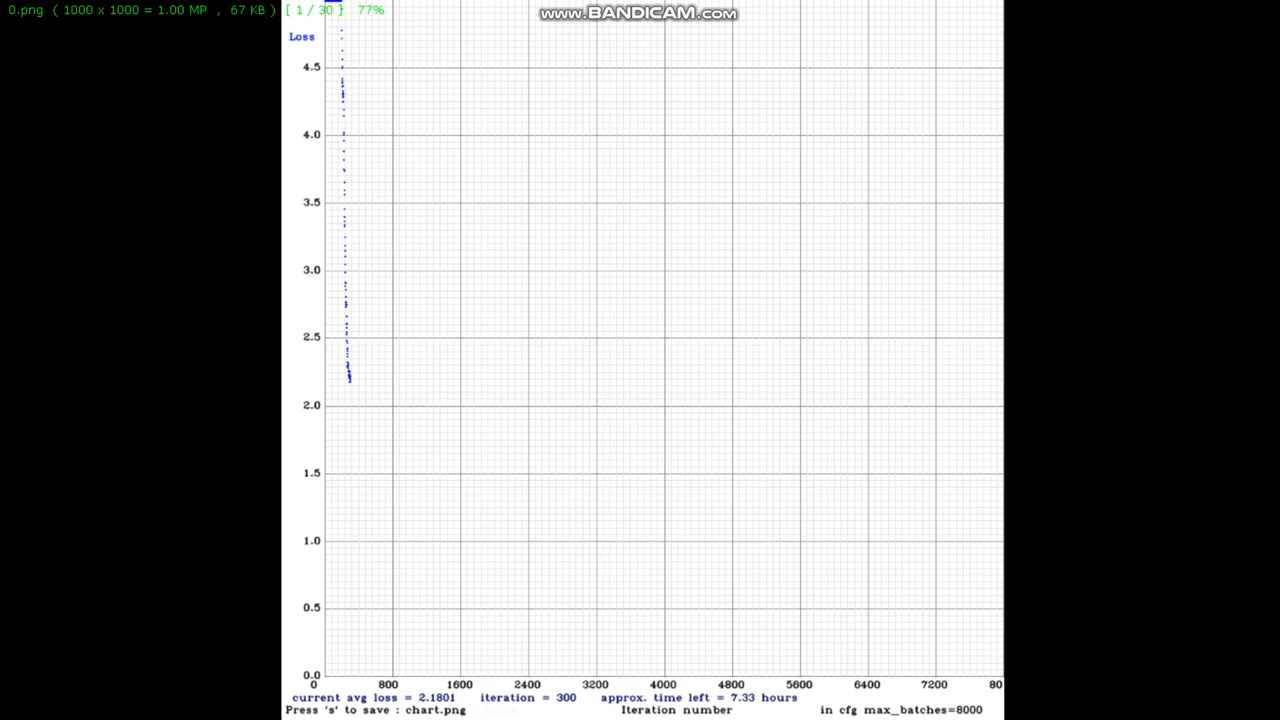 0.png ( 1000 x 1000 = 1.00 MP , 67 KB ) [ 1 / 30 ] 77%
www.BANDICAM.com
Loss
4.5
4.0
3.5
3.0
2.5
2.0
1.5
1.0
0.5
0.0
0 800 1600 2400 3200 4000 4800 5600 6400 7200 80
current avg loss = 2.1801 iteration = 300 approx. time left = 7.33 hours
Press 's' to save : chart.png Iteration number in cfg max_batches=8000